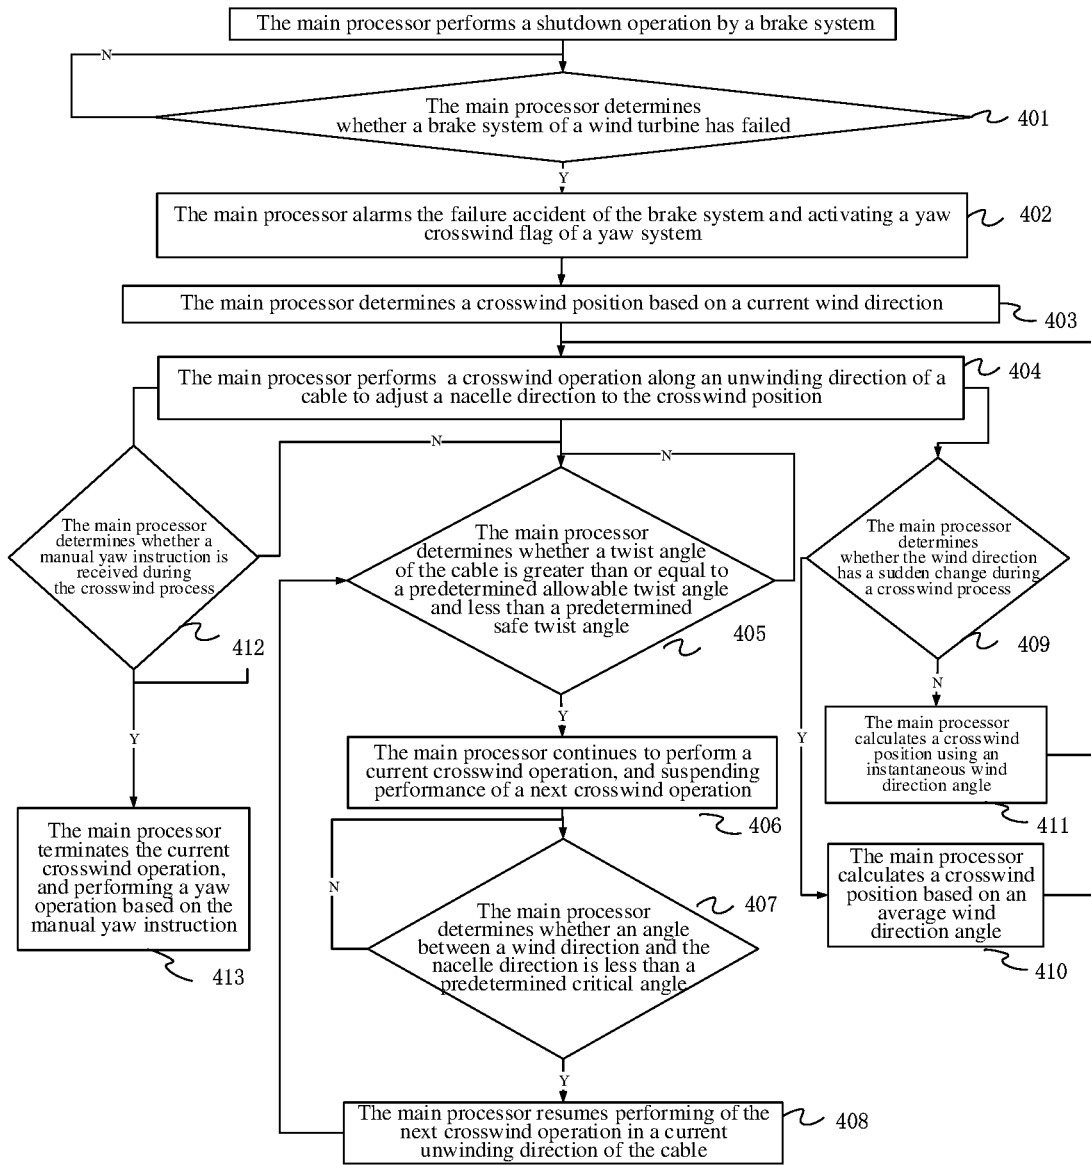 The main processor performs a shutdown operation by a brake system
N
The main processor determines
whether a brake system of a wind turbine has failed
401
Y
The main processor alarms the failure accident of the brake system and activating a yaw
crosswind flag of a yaw system
402
The main processor determines a crosswind position based on a current wind direction
403
The main processor performs a crosswind operation along an unwinding direction of a
cable to adjust a nacelle direction to the crosswind position
404
N
N
The main processor
determines whether a
manual yaw instruction is
received during
the crosswind process
412
Y
The main processor
terminates the current
crosswind operation,
and performing a yaw
operation based on the
manual yaw instruction
413
The main processor
determines whether a twist angle
of the cable is greater than or equal to
a predetermined allowable twist angle
and less than a predetermined
safe twist angle
405
Y
The main processor continues to perform a
current crosswind operation, and suspending
performance of a next crosswind operation
406
N
The main processor
determines whether an angle
between a wind direction and the
nacelle direction is less than a
predetermined critical angle
407
Y
The main processor resumes performing of the
next crosswind operation in a current
unwinding direction of the cable
408
The main processor
determines
whether the wind direction
has a sudden change during
a crosswind process
409
N
Y
The main processor
calculates a crosswind
position using an
instantaneous wind
direction angle
411
The main processor
calculates a crosswind
position based on an
average wind
direction angle
410